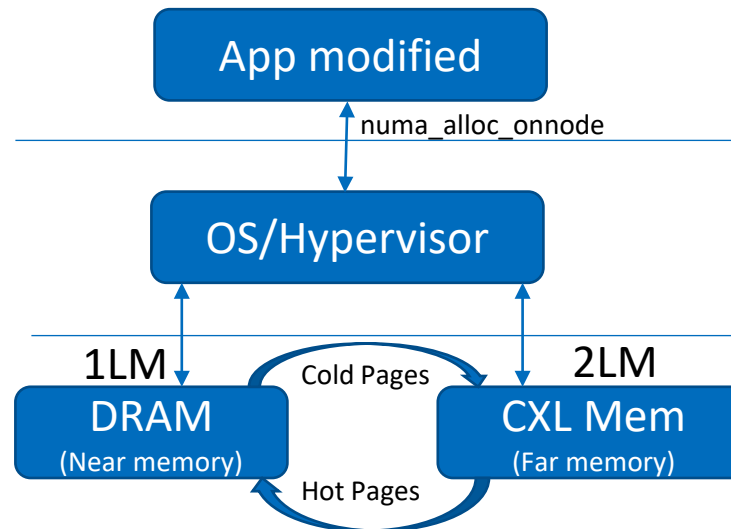 App modified
numa_alloc_onnode
OS/Hypervisor
1LM
2LM
Cold Pages
DRAM
(Near memory)
CXL Mem
(Far memory)
Hot Pages